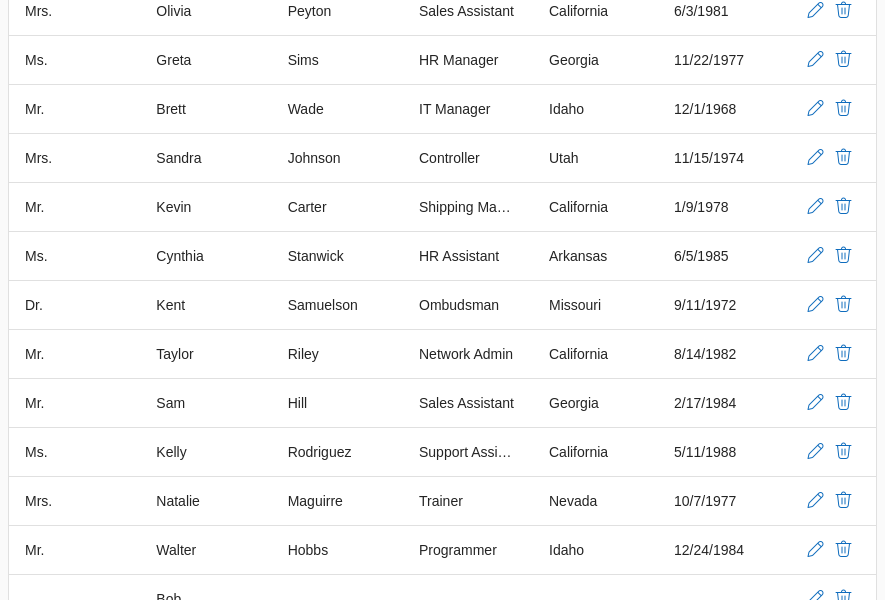 Mrs. Olivia Peyton Sales Assistant California 6/3/1981
Ms. Greta Sims HR Manager Georgia 11/22/1977
Mr. Brett Wade IT Manager Idaho 12/1/1968
Mrs. Sandra Johnson Controller Utah 11/15/1974
Mr. Kevin Carter Shipping Ma… California 1/9/1978
Ms. Cynthia Stanwick HR Assistant Arkansas 6/5/1985
Dr. Kent Samuelson Ombudsman Missouri 9/11/1972
Mr. Taylor Riley Network Admin California 8/14/1982
Mr. Sam Hill Sales Assistant Georgia 2/17/1984
Ms. Kelly Rodriguez Support Assi… California 5/11/1988
Mrs. Natalie Maguirre Trainer Nevada 10/7/1977
Mr. Walter Hobbs Programmer Idaho 12/24/1984
Bob